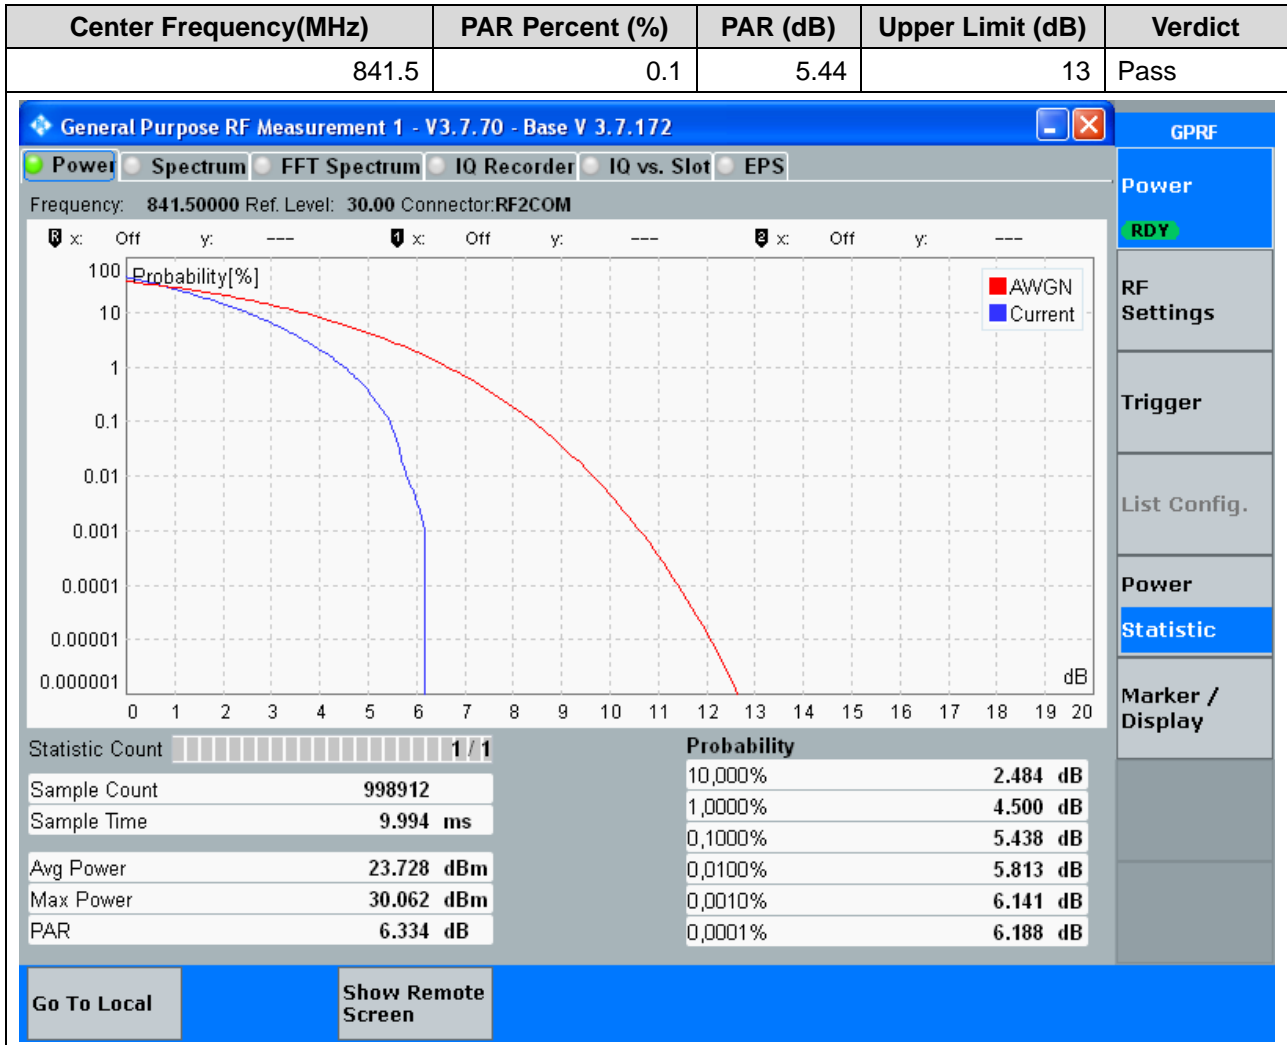 Center Frequency(MHz) PAR Percent (%) PAR (dB) Upper Limit (dB) Verdict
841.5 0.1 5.44 13 Pass
General Purpose RF Measurement 1 - V3.7.70 - Base V 3.7.172
GPRF
Power Spectrum FFT Spectrum IQ Recorder IQ vs. Slot EPS
Power
RDY
Frequency: 841.50000 Ref. Level: 30.00 Connector:RF2COM
R x: Off y: --- 1 x: Off y: --- 2 x: Off y: ---
100 Probability[%]
AWGN
Current
10
1
0.1
0.01
0.001
0.0001
0.00001
0.000001
dB
0 1 2 3 4 5 6 7 8 9 10 11 12 13 14 15 16 17 18 19 20
RF
Settings
Trigger
List Config.
Power
Statistic
Marker /
Display
Statistic Count 1 / 1
Sample Count 998912
Sample Time 9.994 ms
Avg Power 23.728 dBm
Max Power 30.062 dBm
PAR 6.334 dB
Probability
10,000% 2.484 dB
1,0000% 4.500 dB
0,1000% 5.438 dB
0,0100% 5.813 dB
0,0010% 6.141 dB
0,0001% 6.188 dB
Go To Local
Show Remote
Screen